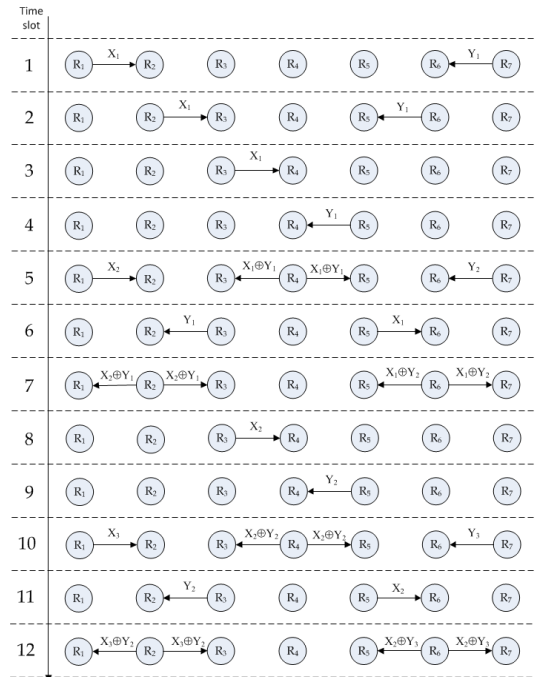 Time
slot
X₁ Y₁
1 R₁ R₂ R₃ R₄ R₅ R₆ R₇
X₁ Y₁
2 R₁ R₂ R₃ R₄ R₅ R₆ R₇
X₁
3 R₁ R₂ R₃ R₄ R₅ R₆ R₇
Y₁
4 R₁ R₂ R₃ R₄ R₅ R₆ R₇
X₂ X₁⊕Y₁ X₁⊕Y₁ Y₂
5 R₁ R₂ R₃ R₄ R₅ R₆ R₇
Y₁ X₁
6 R₁ R₂ R₃ R₄ R₅ R₆ R₇
X₂⊕Y₁ X₂⊕Y₁ X₁⊕Y₂ X₁⊕Y₂
7 R₁ R₂ R₃ R₄ R₅ R₆ R₇
X₂
8 R₁ R₂ R₃ R₄ R₅ R₆ R₇
Y₂
9 R₁ R₂ R₃ R₄ R₅ R₆ R₇
X₃ X₂⊕Y₂ X₂⊕Y₂ Y₃
10 R₁ R₂ R₃ R₄ R₅ R₆ R₇
Y₂ X₂
11 R₁ R₂ R₃ R₄ R₅ R₆ R₇
X₃⊕Y₂ X₃⊕Y₂ X₂⊕Y₃ X₂⊕Y₃
12 R₁ R₂ R₃ R₄ R₅ R₆ R₇